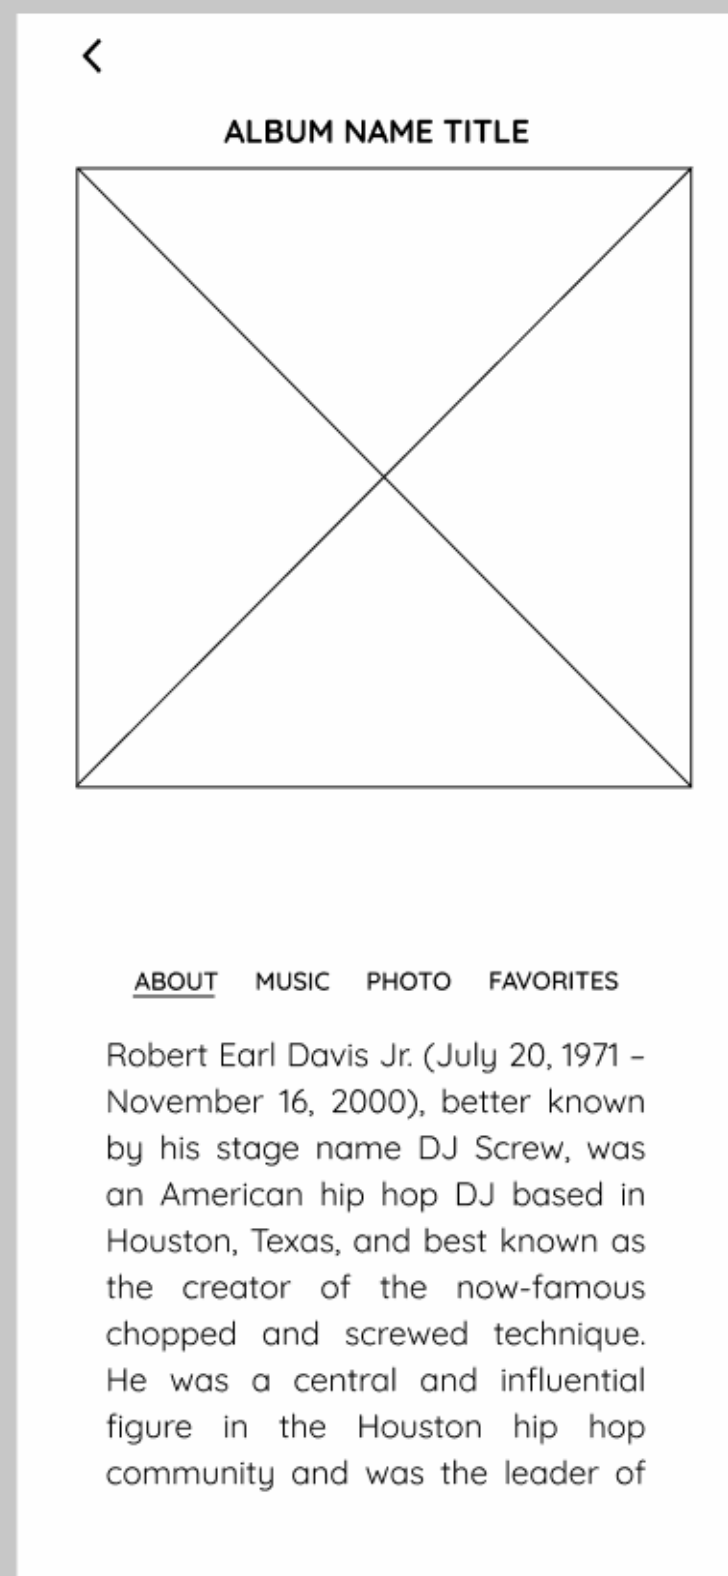 ALBUM NAME TITLE
ABOUT MUSIC PHOTO FAVORITES
Robert Earl Davis Jr. (July 20, 1971 –
November 16, 2000), better known
by his stage name DJ Screw, was
an American hip hop DJ based in
Houston, Texas, and best known as
the creator of the now-famous
chopped and screwed technique.
He was a central and influential
figure in the Houston hip hop
community and was the leader of